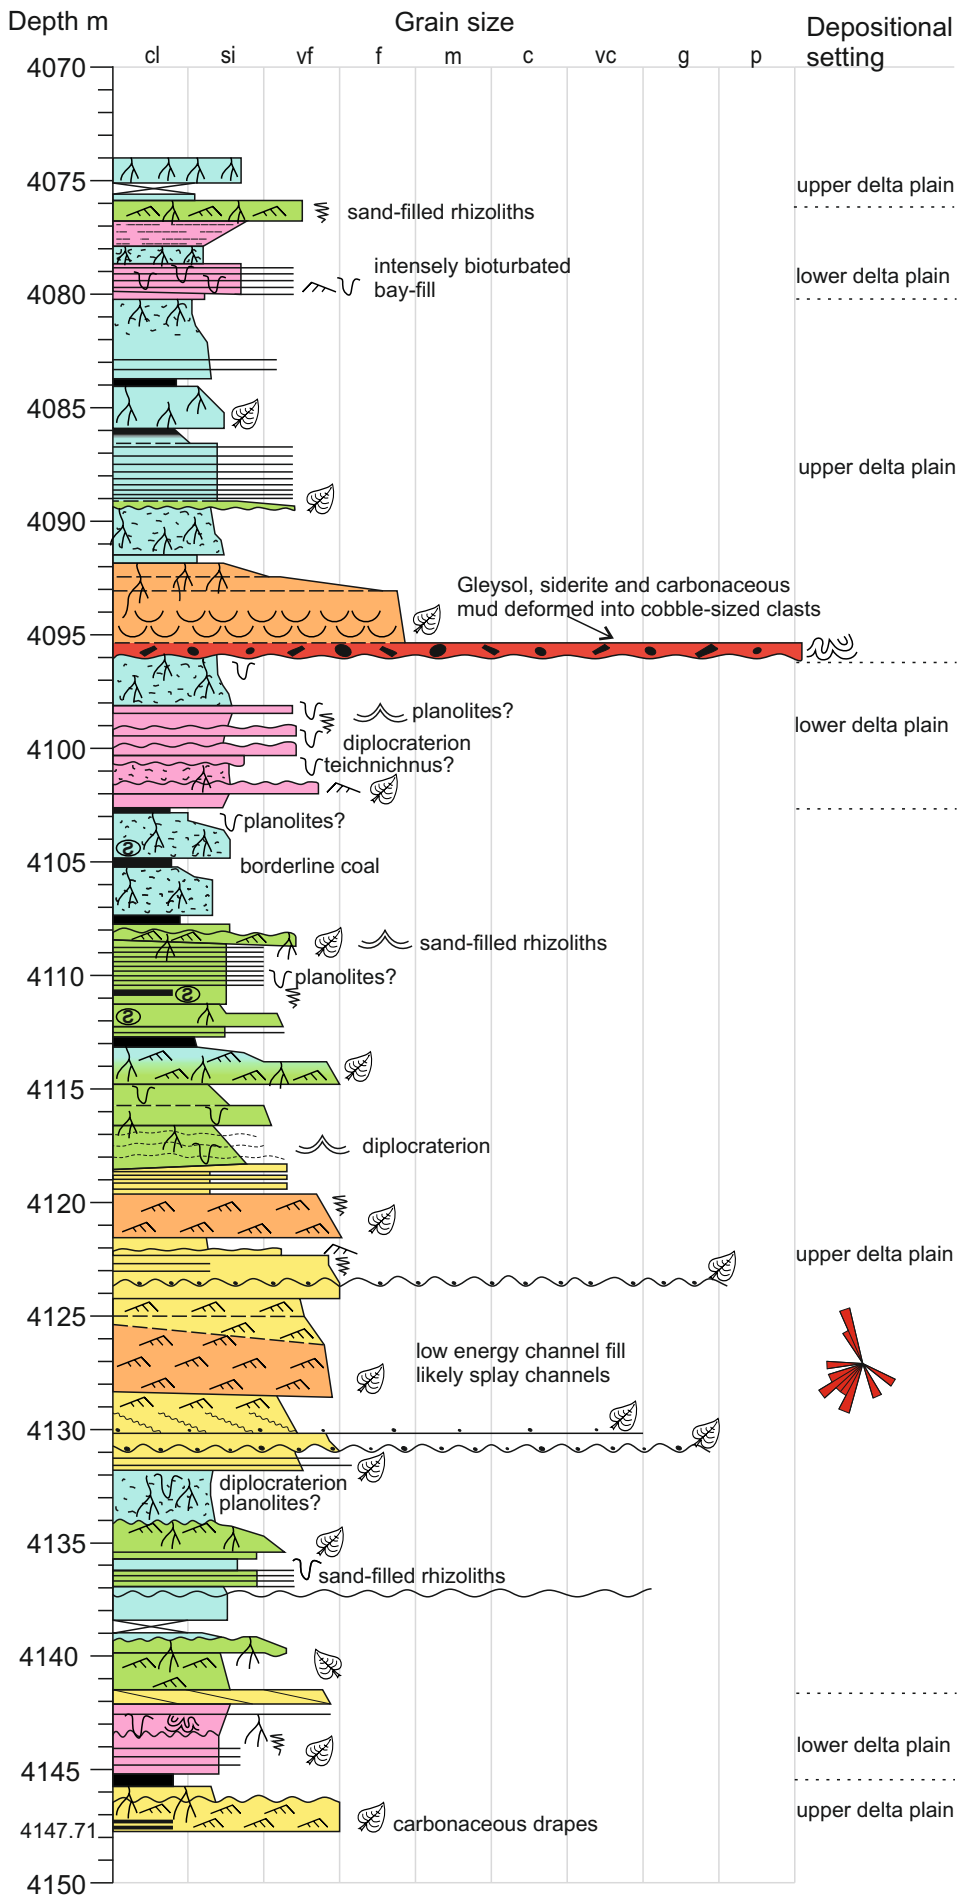 Depth m
Grain size
Depositional
setting
cl si vf f m c vc g p
4070
4075
upper delta plain
sand-filled rhizoliths
intensely bioturbated
bay-fill
lower delta plain
4080
4085
upper delta plain
4090
Gleysol, siderite and carbonaceous
mud deformed into cobble-sized clasts
4095
planolites?
lower delta plain
diplocraterion
4100
teichnichnus?
planolites?
S
4105
borderline coal
sand-filled rhizoliths
4110
planolites?
S
S
4115
diplocraterion
4120
upper delta plain
4125
low energy channel fill
likely splay channels
4130
diplocraterion
planolites?
4135
sand-filled rhizoliths
4140
lower delta plain
4145
upper delta plain
carbonaceous drapes
4147.71
4150